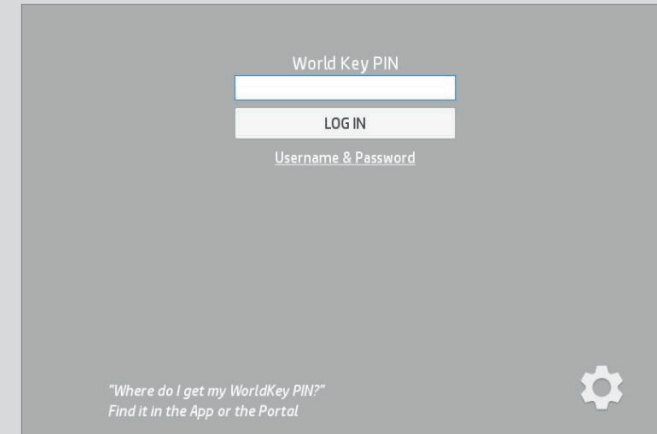 World Key PIN
LOG IN
Username & Password
"Where do I get my WorldKey PIN?"
Find it in the App or the Portal